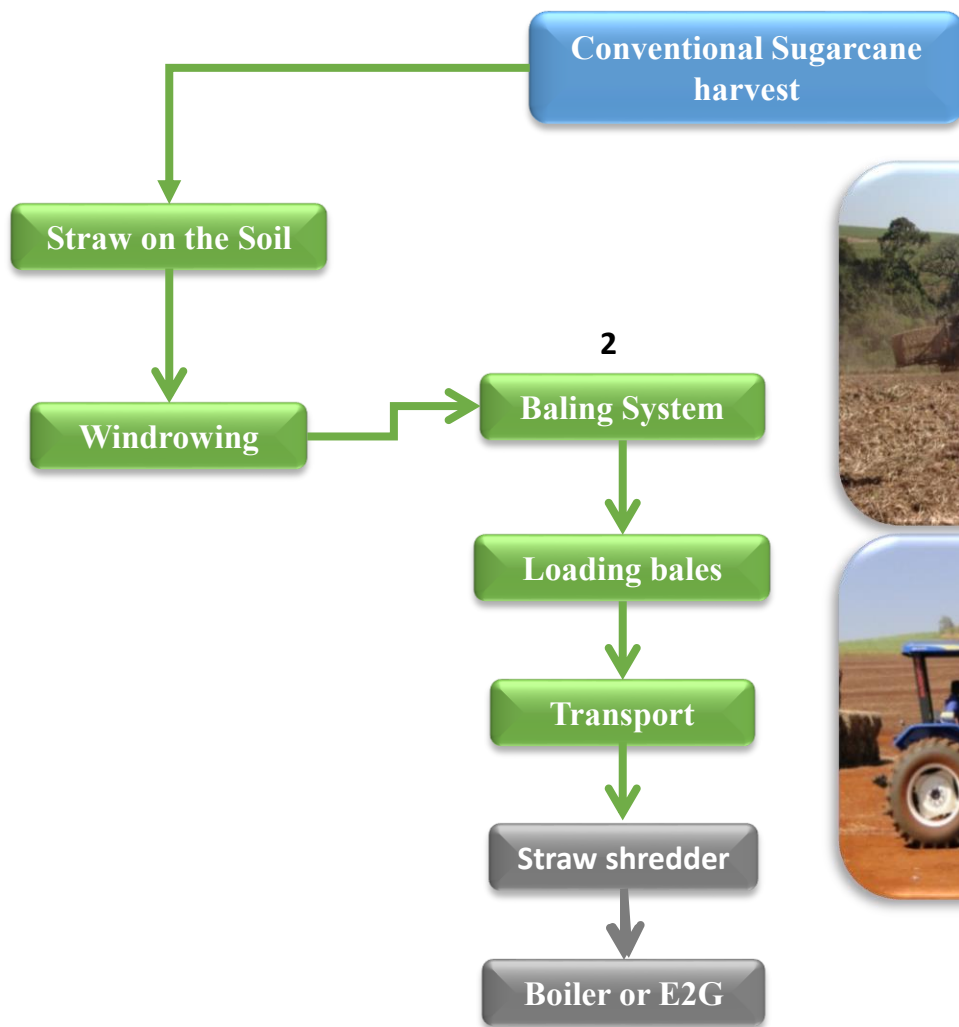 Conventional Sugarcane
harvest
Straw on the Soil
Windrowing
2
Baling System
Loading bales
Transport
Straw shredder
Boiler or E2G